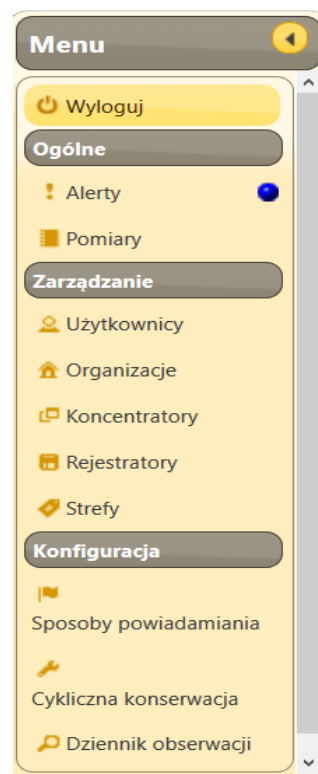 Menu
Wyloguj
Ogólne
Alerty
Pomiary
Zarządzanie
Użytkownicy
Organizacje
Koncentratory
Rejestratory
Strefy
Konfiguracja
Sposoby powiadamiania
Cykliczna konserwacja
Dziennik obserwacji